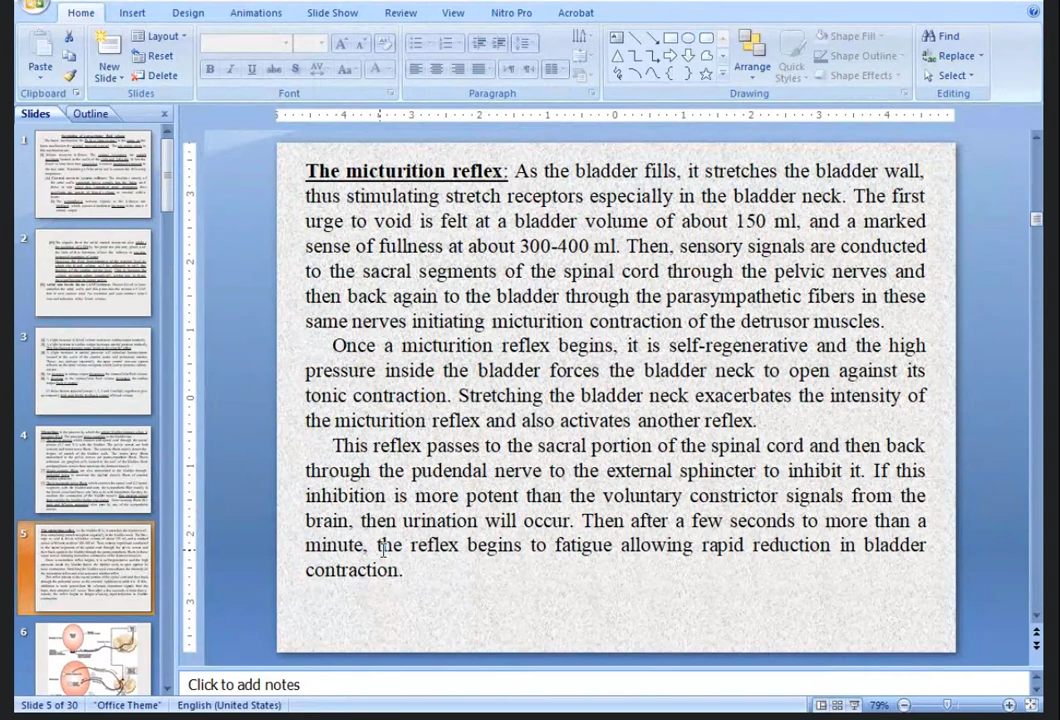 Home Insert Design Animations Slide Show Review View Nitro Pro Acrobat
Paste
New
Slide
Layout
Reset
Delete
B I U abc S AV Aa A
Arrange
Quick
Styles
Shape Fill
Shape Outline
Shape Effects
Find
Replace
Select
Clipboard Slides Font Paragraph Drawing Editing
Slides Outline
1
2
3
4
5
6
The micturition reflex: As the bladder fills, it stretches the bladder wall,
thus stimulating stretch receptors especially in the bladder neck. The first
urge to void is felt at a bladder volume of about 150 ml, and a marked
sense of fullness at about 300-400 ml. Then, sensory signals are conducted
to the sacral segments of the spinal cord through the pelvic nerves and
then back again to the bladder through the parasympathetic fibers in these
same nerves initiating micturition contraction of the detrusor muscles.
Once a micturition reflex begins, it is self-regenerative and the high
pressure inside the bladder forces the bladder neck to open against its
tonic contraction. Stretching the bladder neck exacerbates the intensity of
the micturition reflex and also activates another reflex.
This reflex passes to the sacral portion of the spinal cord and then back
through the pudendal nerve to the external sphincter to inhibit it. If this
inhibition is more potent than the voluntary constrictor signals from the
brain, then urination will occur. Then after a few seconds to more than a
minute, the reflex begins to fatigue allowing rapid reduction in bladder
contraction.
Click to add notes
Slide 5 of 30 "Office Theme" English (United States) 79%